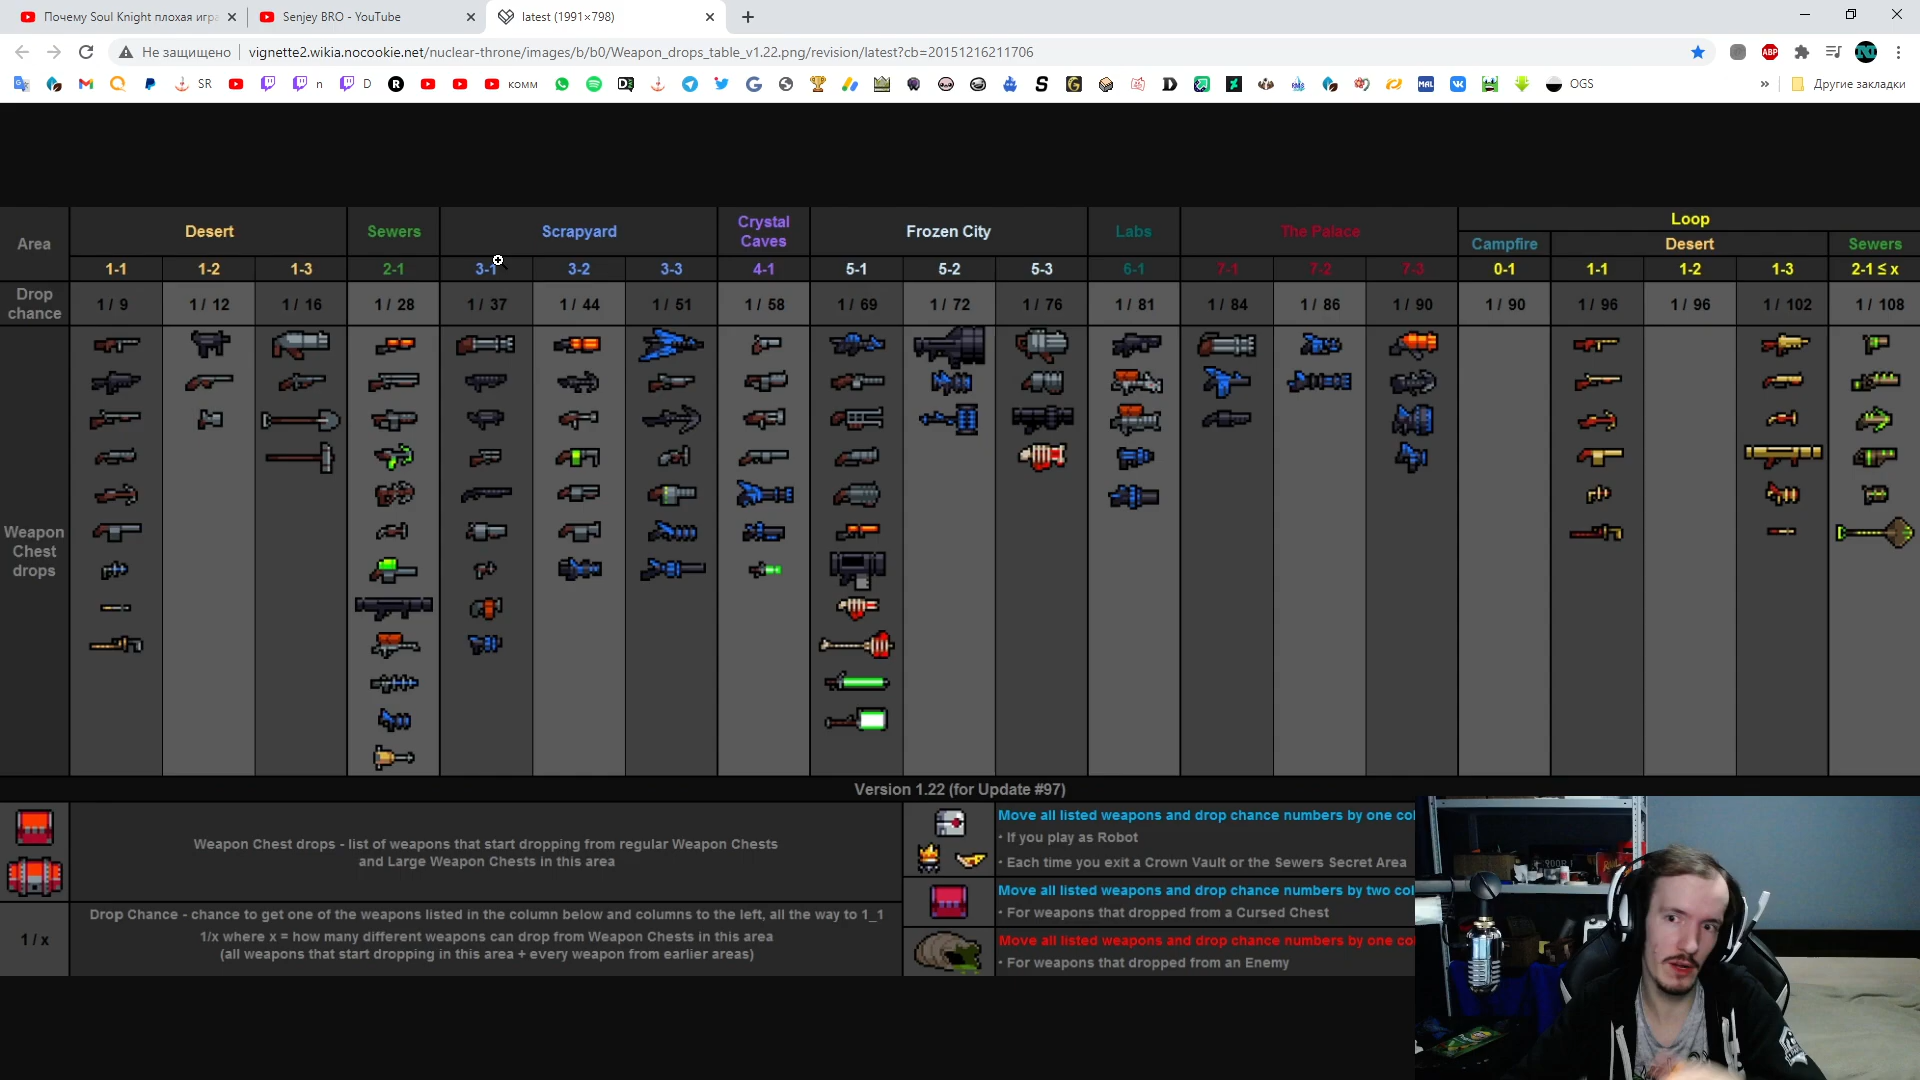 Почему Soul Knight плохая игра
Senjey BRO - YouTube
latest (1991×798)
Не защищено
vignette2.wikia.nocookie.net/nuclear-throne/images/b/b0/Weapon_drops_table_v1.22.png/revision/latest?cb=20151216211706
SR
n
D
комм
OGS
»
Другие закладки
Area
Desert
Sewers
Scrapyard
Crystal
Caves
Frozen City
Labs
The Palace
Loop
Campfire
Desert
Sewers
1-1 1-2 1-3 2-1 3-1 3-2 3-3 4-1 5-1 5-2 5-3 6-1 7-1 7-2 7-3 0-1 1-1 1-2 1-3 2-1 ≤ x
Drop
chance
1 / 9 1 / 12 1 / 16 1 / 28 1 / 37 1 / 44 1 / 51 1 / 58 1 / 69 1 / 72 1 / 76 1 / 81 1 / 84 1 / 86 1 / 90 1 / 90 1 / 96 1 / 96 1 / 102 1 / 108
Weapon
Chest
drops
Version 1.22 (for Update #97)
Weapon Chest drops - list of weapons that start dropping from regular Weapon Chests
and Large Weapon Chests in this area
1 / x
Drop Chance - chance to get one of the weapons listed in the column below and columns to the left, all the way to 1_1
1/x where x = how many different weapons can drop from Weapon Chests in this area
(all weapons that start dropping in this area + every weapon from earlier areas)
Move all listed weapons and drop chance numbers by one col
• If you play as Robot
• Each time you exit a Crown Vault or the Sewers Secret Area
Move all listed weapons and drop chance numbers by two col
• For weapons that dropped from a Cursed Chest
Move all listed weapons and drop chance numbers by one col
• For weapons that dropped from an Enemy